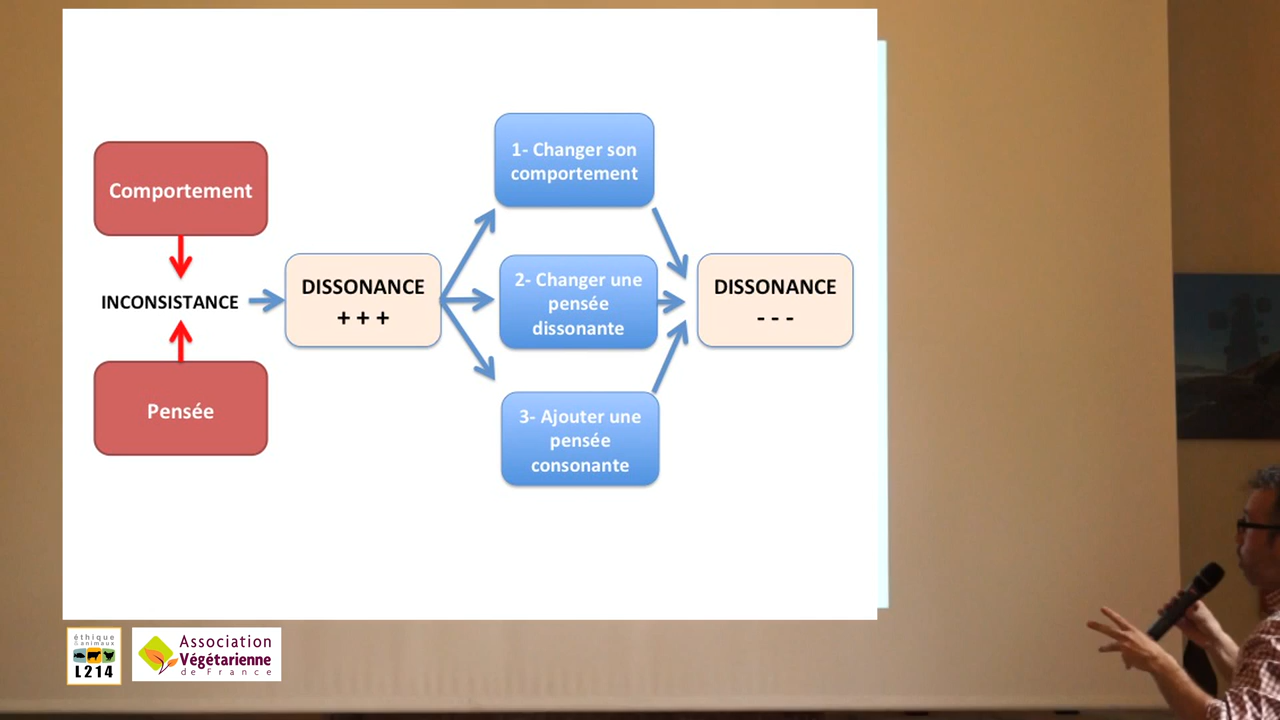 Comportement
INCONSISTANCE
Pensée
DISSONANCE
+ + +
1- Changer son
comportement
2- Changer une
pensée
dissonante
3- Ajouter une
pensée
consonante
DISSONANCE
- - -
éthique
& animaux
L214
Association
Végétarienne
de France